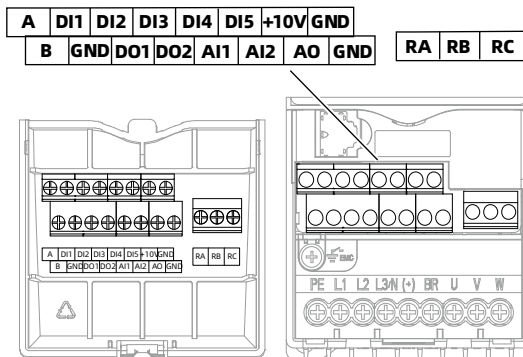 A DI1 DI2 DI3 DI4 DI5 +10V GND
B GND DO1 DO2 AI1 AI2 AO GND
RA RB RC
A DI1 DI2 DI3 DI4 DI5 +10V GND
B GND DO1 DO2 AI1 AI2 AO GND
RA RB RC
EMC
PE L1 L2 L3/N (+) BR U V W